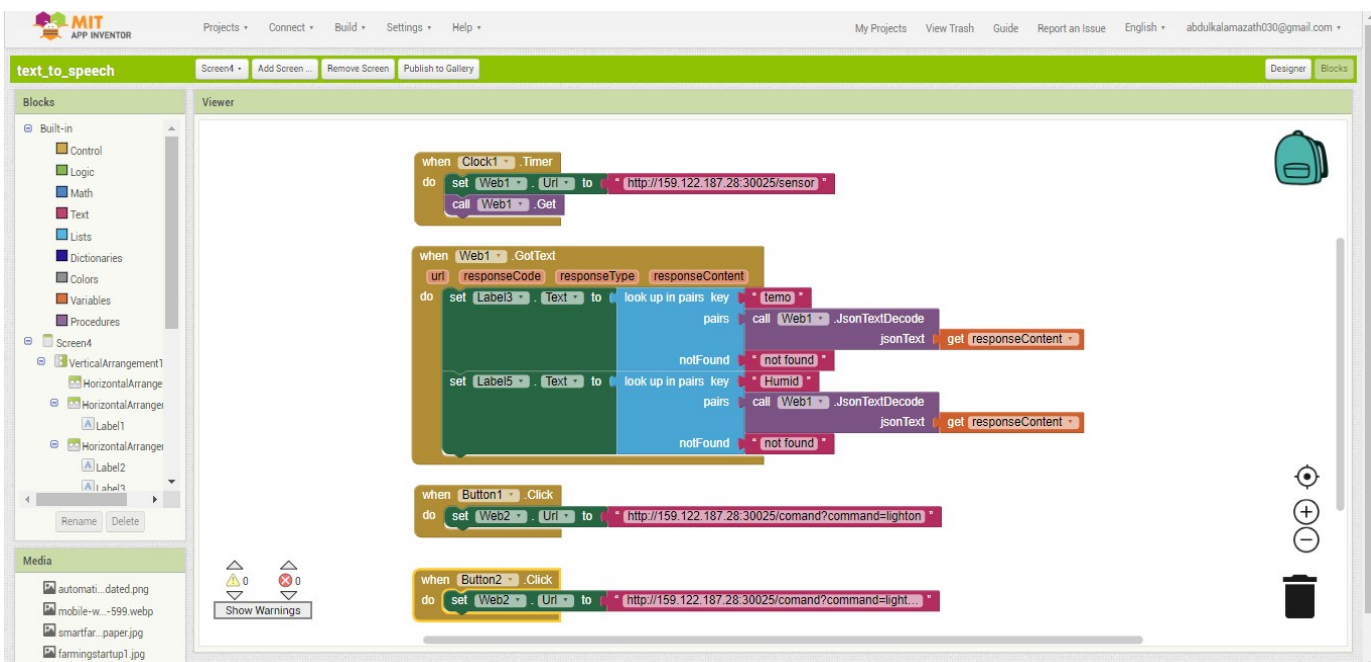 MIT
APP INVENTOR
Projects Connect Build Settings Help My Projects View Trash Guide Report an Issue English abdulkalamazath030@gmail.com
text_to_speech Screen4 Add Screen ... Remove Screen Publish to Gallery Designer Blocks
Blocks
Viewer
Built-in
Control
Logic
Math
Text
Lists
Dictionaries
Colors
Variables
Procedures
Screen4
VerticalArrangement1
HorizontalArrange
HorizontalArranger
Label1
HorizontalArranger
Label2
Label3
Rename Delete
Media
automati...dated.png
mobile-w...-599.webp
smartfar...paper.jpg
farmingstartup1.jpg
when Clock1 .Timer
do set Web1 . Url to " http://159.122.187.28:30025/sensor "
call Web1 .Get
when Web1 .GotText
url responseCode responseType responseContent
do set Label3 . Text to look up in pairs key " temo "
pairs call Web1 .JsonTextDecode
jsonText get responseContent
notFound " not found "
set Label5 . Text to look up in pairs key " Humid "
pairs call Web1 .JsonTextDecode
jsonText get responseContent
notFound " not found "
when Button1 .Click
do set Web2 . Url to " http://159.122.187.28:30025/comand?command=lighton "
when Button2 .Click
do set Web2 . Url to " http://159.122.187.28:30025/comand?command=light... "
0 0
Show Warnings